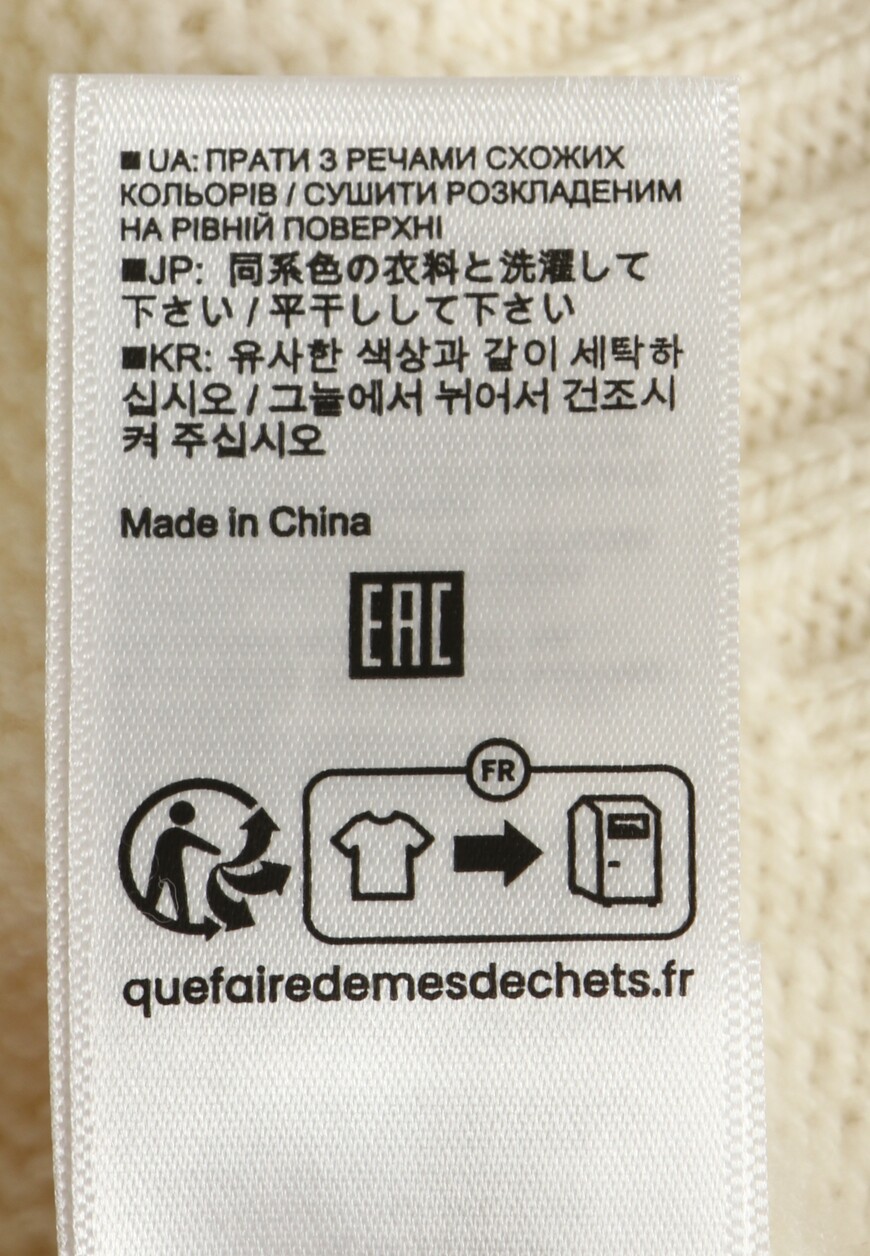 ■ UA: ПРАТИ З РЕЧАМИ СХОЖИХ
КОЛЬОРІВ / СУШИТИ РОЗКЛАДЕНИМ
НА РІВНІЙ ПОВЕРХНІ
■JP: 同系色の衣料と洗濯して
下さい / 平干ししして下さい
■KR: 유사한 색상과 같이 세탁하
십시오 / 그늘에서 뉘어서 건조시
켜 주십시오
Made in China
EAC
FR
quefairedemesdechets.fr